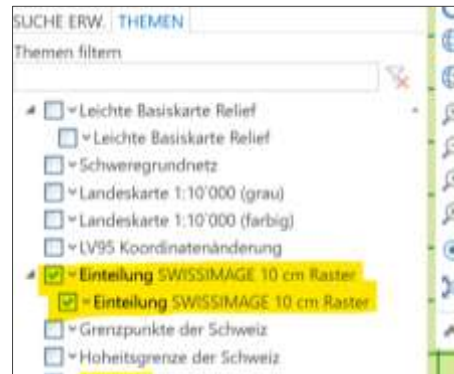 SUCHE ERW. THEMEN
Themen filtern
Leichte Basiskarte Relief
Leichte Basiskarte Relief
Schweregrundnetz
Landeskarte 1:10'000 (grau)
Landeskarte 1:10'000 (farbig)
LV95 Koordinatenänderung
Einteilung SWISSIMAGE 10 cm Raster
Einteilung SWISSIMAGE 10 cm Raster
Grenzpunkte der Schweiz
Hoheitsgrenze der Schweiz